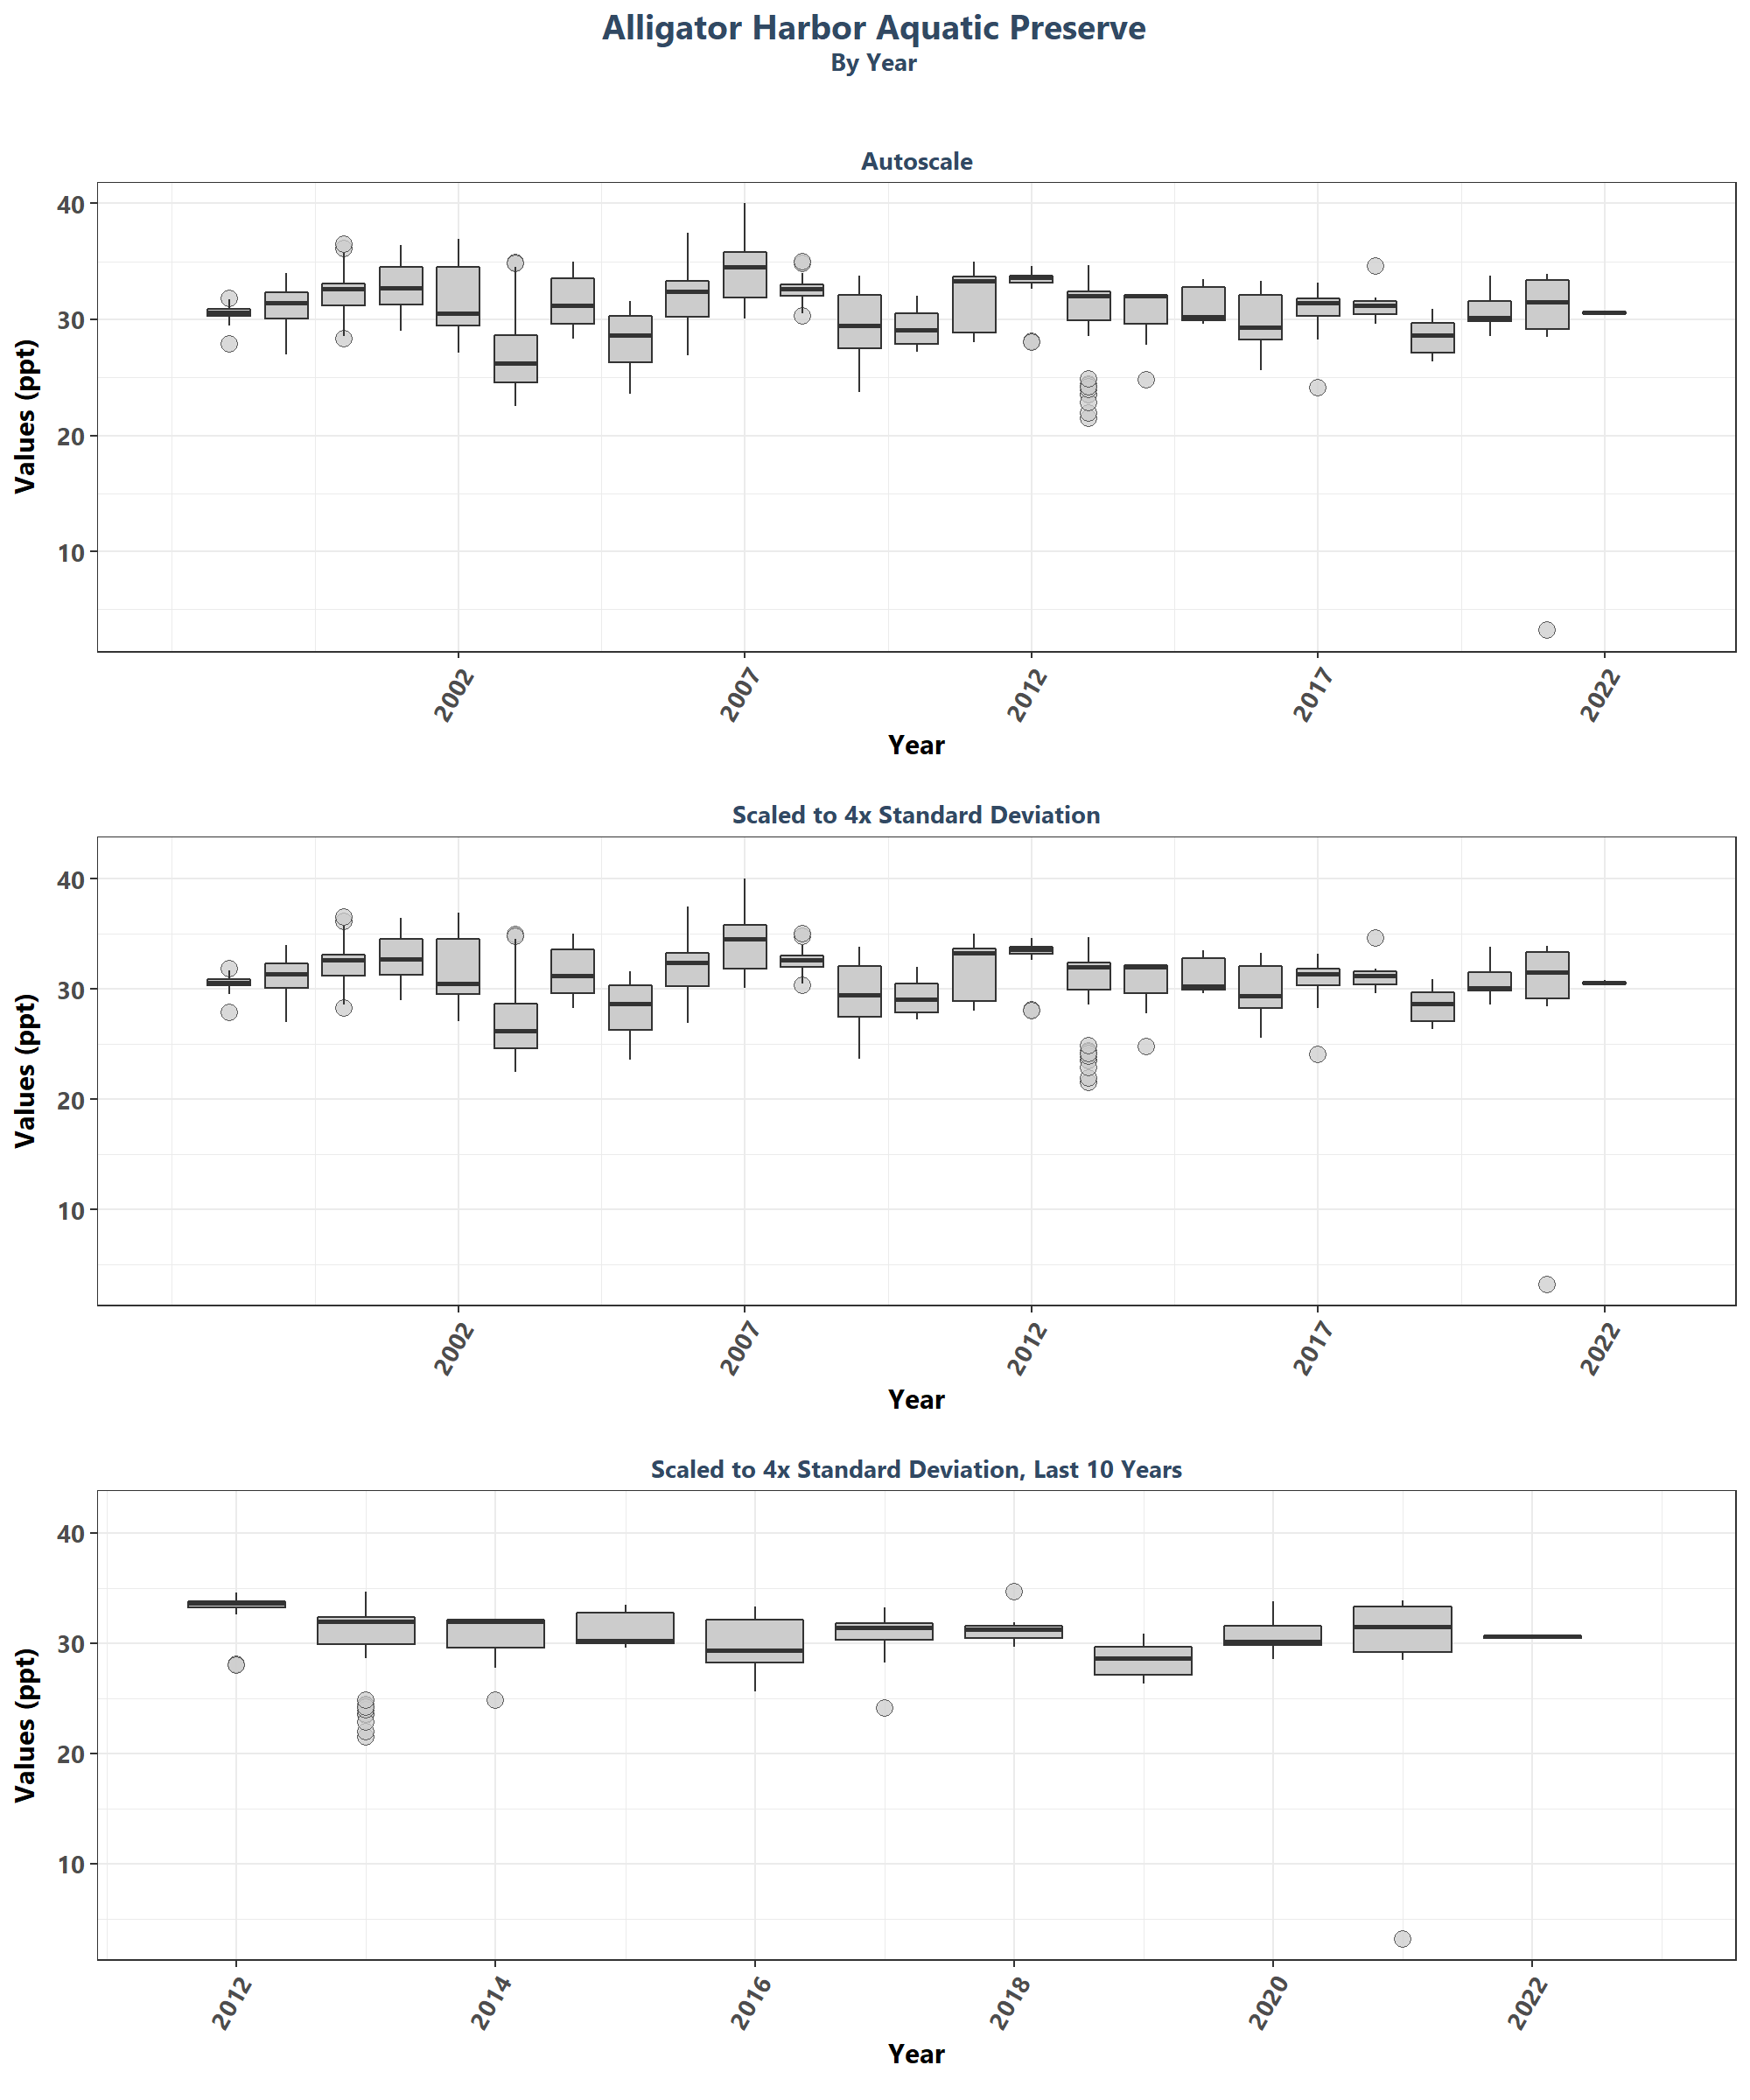 Alligator Harbor Aquatic Preserve
By Year
Autoscale
Values (ppt)
40
30
20
10
2002 2007 2012 2017 2022
Year
Scaled to 4x Standard Deviation
Values (ppt)
40
30
20
10
2002 2007 2012 2017 2022
Year
Scaled to 4x Standard Deviation, Last 10 Years
Values (ppt)
40
30
20
10
2012 2014 2016 2018 2020 2022
Year